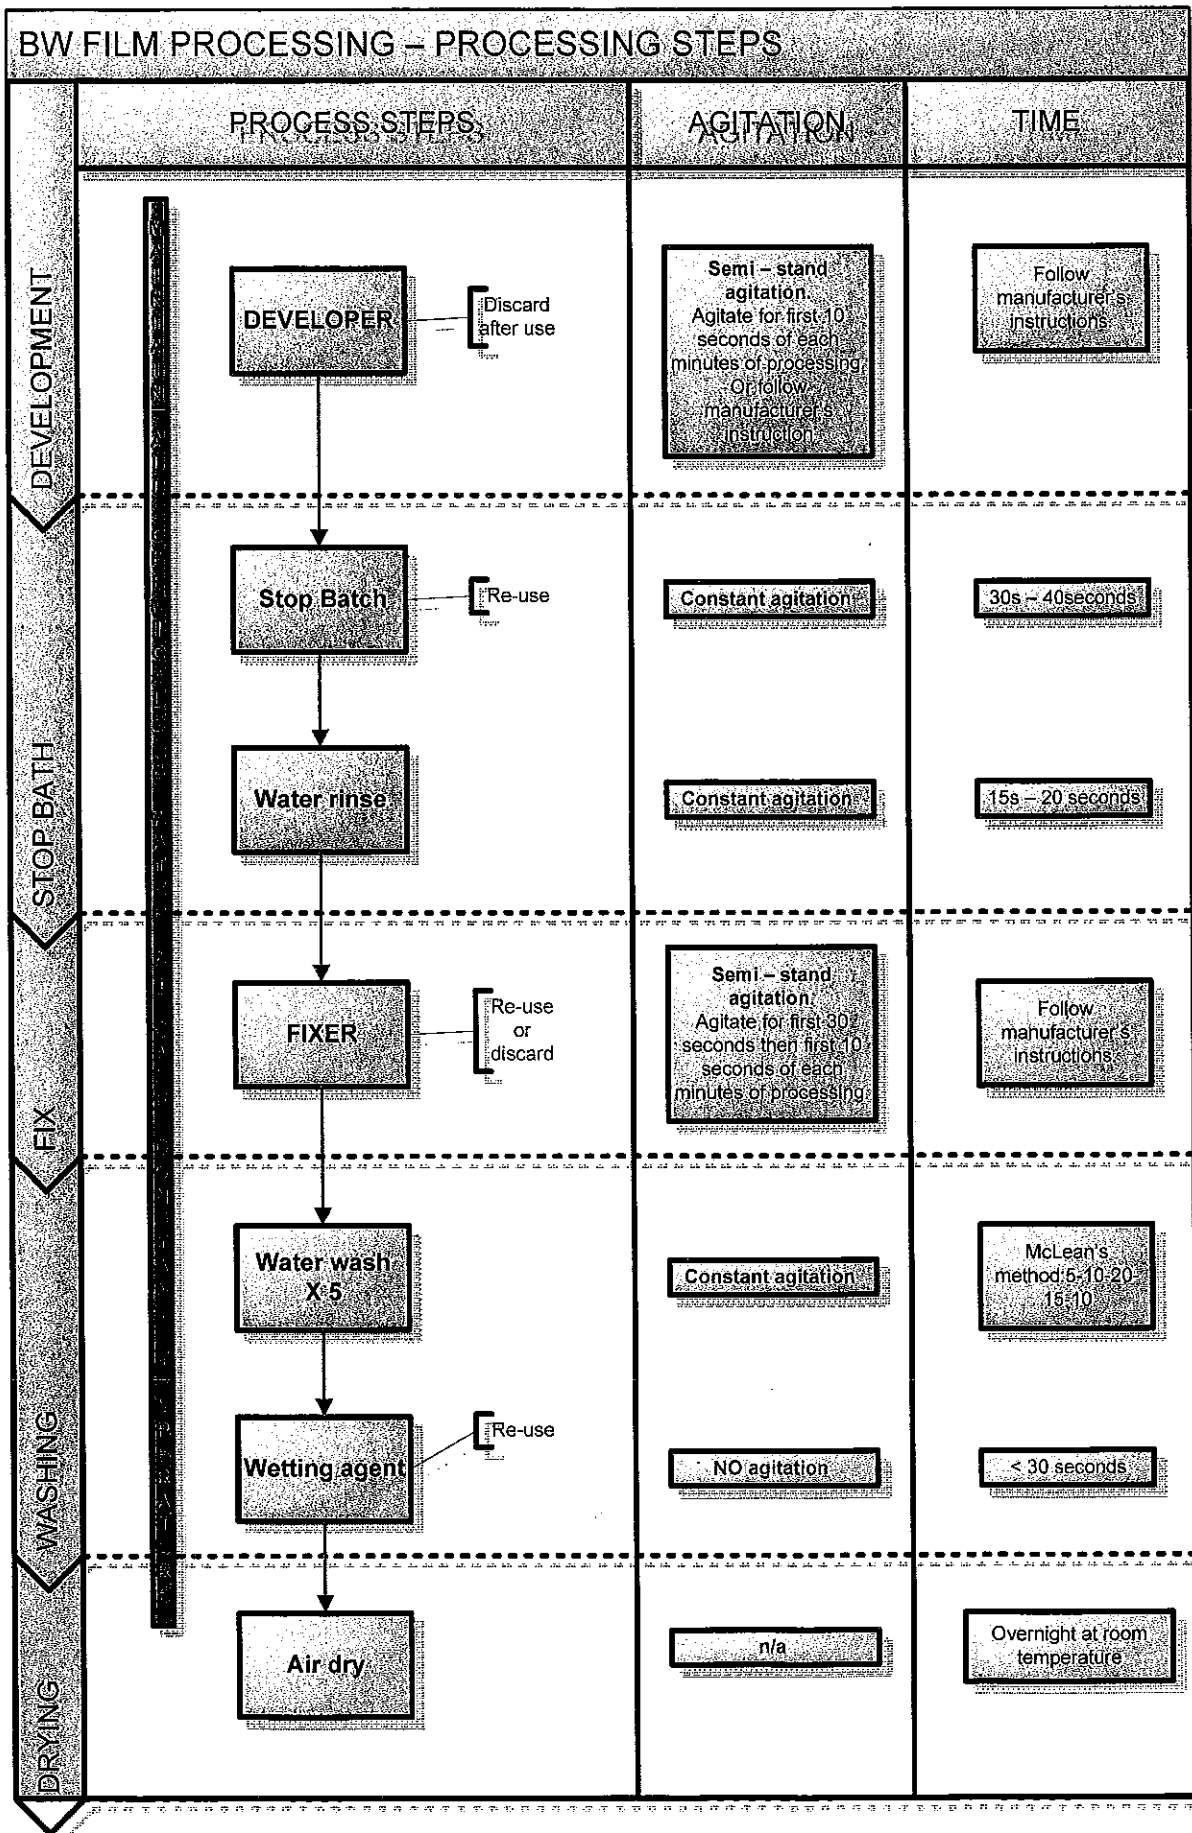 BW FILM PROCESSING – PROCESSING STEPS
PROCESS STEPS
AGITATION
TIME
DEVELOPMENT
DEVELOPER
Discard
after use
Semi – stand
agitation.
Agitate for first 10
seconds of each
minutes of processing.
Or follow
manufacturer's
instruction
Follow
manufacturer's
instructions
STOP BATH
Stop Batch
Re-use
Constant agitation
30s – 40seconds
Water rinse
Constant agitation
15s – 20 seconds
FIX
FIXER
Re-use
or
discard
Semi – stand
agitation.
Agitate for first 30
seconds then first 10
seconds of each
minutes of processing
Follow
manufacturer's
instructions
WASHING
Water wash
X 5
Constant agitation
McLean's
method:5-10-20-
15-10
Wetting agent
Re-use
NO agitation
< 30 seconds
DRYING
Air dry
n/a
Overnight at room
temperature